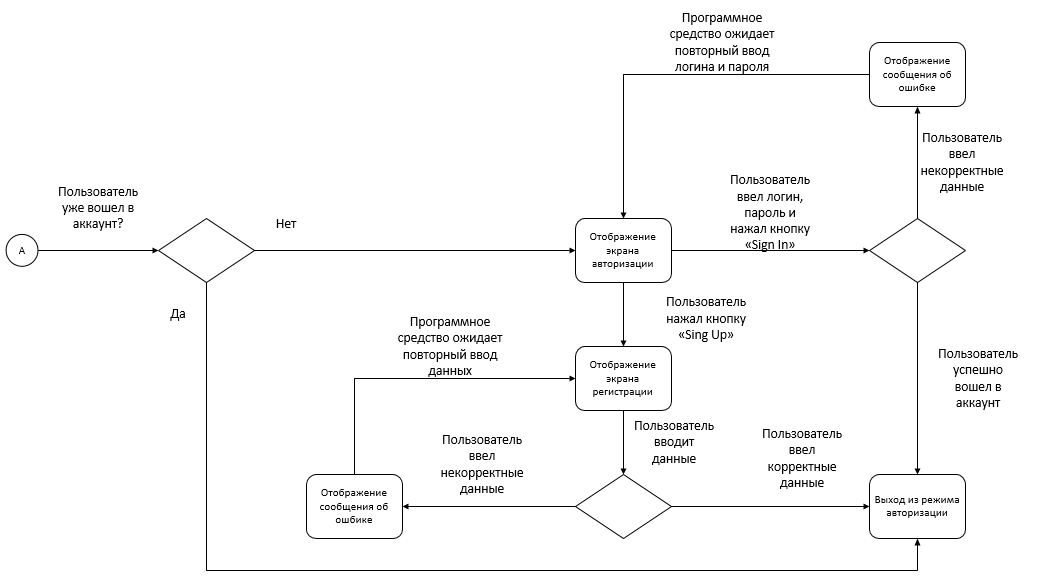 Программное
средство ожидает
повторный ввод
логина и пароля
Отображение
сообщения об
ошибке
Пользователь
ввел
некорректные
данные
Пользователь
уже вошел в
аккаунт?
Пользователь
ввел логин,
пароль и
нажал кнопку
«Sign In»
А
Нет
Отображение
экрана
авторизации
Да
Пользователь
нажал кнопку
«Sing Up»
Программное
средство ожидает
повторный ввод
данных
Отображение
экрана
регистрации
Пользователь
успешно
вошел в
аккаунт
Пользователь
вводит
данные
Пользователь
ввел
некорректные
данные
Пользователь
ввел
корректные
данные
Отображение
сообщения об
ошбике
Выход из режима
авторизации